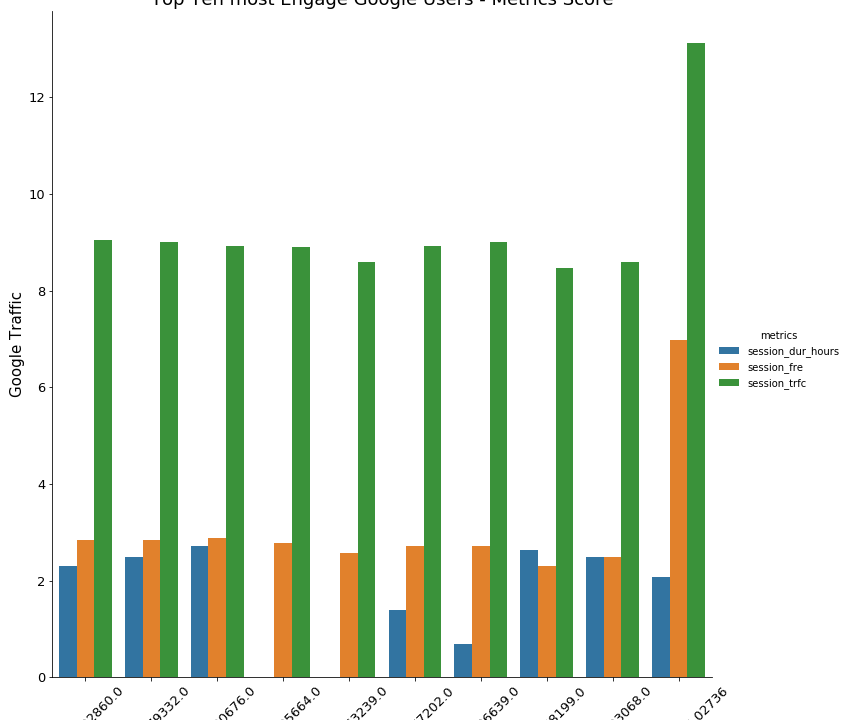 Top Ten most Engage Google Users - Metrics Score
Google Traffic
12
10
8
6
4
2
0
metrics
session_dur_hours
session_fre
session_trfc
2860.0
9332.0
0676.0
5664.0
3239.0
7202.0
6639.0
8199.0
3068.0
02736